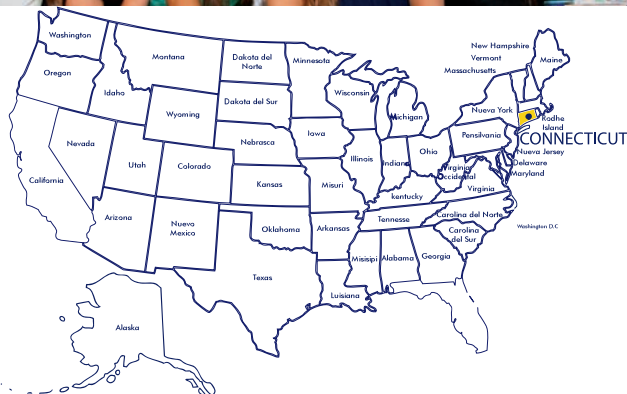 Washington
Montana
Dakota del
Norte
Minnesota
New Hampshire
Vermont
Massachusetts
Maine
Oregon
Idaho
Wyoming
Dakota del Sur
Wisconsin
Michigan
Nueva York
Rodhe
Island
CONNECTICUT
Nevada
Utah
Colorado
Nebraska
Iowa
Illinois
Indiana
Ohio
Pensilvania
Nueva Jersey
Delaware
Maryland
California
Kansas
Misuri
kentucky
Virginia
Occidental
Virginia
Arizona
Nueva
Mexico
Oklahoma
Arkansas
Tennesse
Carolina del Norte
Carolina
del Sur
Washington D.C
Texas
Luisiana
Misisipi
Alabama
Georgia
Alaska